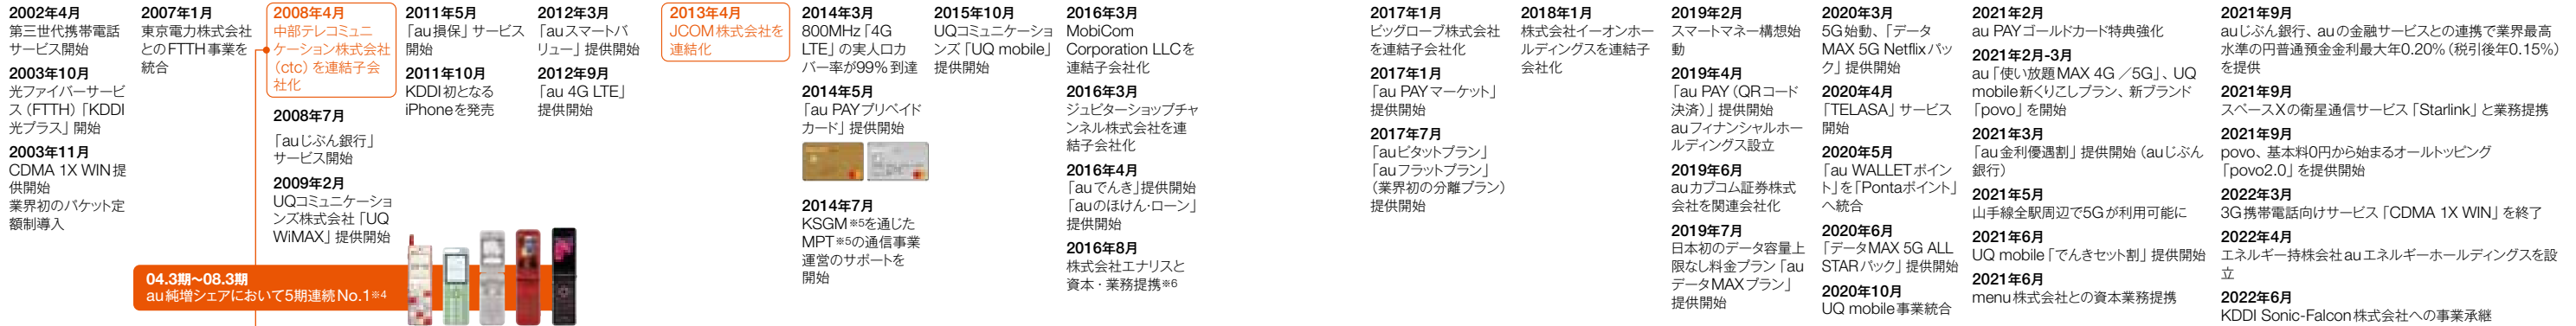 2002年4月
第三世代携帯電話
サービス開始
2003年10月
光ファイバーサービ
ス（FTTH）「KDDI
光プラス」開始
2003年11月
CDMA 1X WIN提
供開始
業界初のパケット定
額制導入
2007年1月
東京電力株式会社
とのFTTH事業を
統合
2008年4月
中部テレコミュニ
ケーション株式会社
（ctc）を連結子会
社化
2008年7月
「auじぶん銀行」
サービス開始
2009年2月
UQコミュニケーショ
ンズ株式会社「UQ
WiMAX」提供開始
04.3期～08.3期
au純増シェアにおいて5期連続No.1※4
2011年5月
「au損保」サービス
開始
2011年10月
KDDI初となる
iPhoneを発売
2012年3月
「auスマートバ
リュー」提供開始
2012年9月
「au 4G LTE」
提供開始
2013年4月
JCOM株式会社を
連結化
2014年3月
800MHz「4G
LTE」の実人口カ
バー率が99%到達
2014年5月
「au PAYプリペイド
カード」提供開始
2014年7月
KSGM※5を通じた
MPT※5の通信事業
運営のサポートを
開始
2015年10月
UQコミュニケーショ
ンズ「UQ mobile」
提供開始
2016年3月
MobiCom
Corporation LLCを
連結子会社化
2016年3月
ジュピターショップチャ
ンネル株式会社を連
結子会社化
2016年4月
「auでんき」提供開始
「auのほけん・ローン」
提供開始
2016年8月
株式会社エナリスと
資本・業務提携※6
2017年1月
ビッグローブ株式会社
を連結子会社化
2017年1月
「au PAYマーケット」
提供開始
2017年7月
「auピタットプラン」
「auフラットプラン」
（業界初の分離プラン）
提供開始
2018年1月
株式会社イーオンホー
ルディングスを連結子
会社化
2019年2月
スマートマネー構想始
動
2019年4月
「au PAY（QRコード
決済）」提供開始
auフィナンシャルホー
ルディングス設立
2019年6月
auカブコム証券株式
会社を関連会社化
2019年7月
日本初のデータ容量上
限なし料金プラン「au
データMAXプラン」
提供開始
2020年3月
5G始動、「データ
MAX 5G Netflixパッ
ク」提供開始
2020年4月
「TELASA」サービス
開始
2020年5月
「au WALLETポイン
ト」を「Pontaポイント」
へ統合
2020年6月
「データMAX 5G ALL
STARパック」提供開始
2020年10月
UQ mobile事業統合
2021年2月
au PAYゴールドカード特典強化
2021年2月-3月
au「使い放題MAX 4G／5G」、UQ
mobile新くりこしプラン、新ブランド
「povo」を開始
2021年3月
「au金利優遇割」提供開始（auじぶん
銀行）
2021年5月
山手線全駅周辺で5Gが利用可能に
2021年6月
UQ mobile「でんきセット割」提供開始
2021年6月
menu株式会社との資本業務提携
2021年9月
auじぶん銀行、auの金融サービスとの連携で業界最高
水準の円普通預金金利最大年0.20%（税引後年0.15%）
を提供
2021年9月
スペースXの衛星通信サービス「Starlink」と業務提携
2021年9月
povo、基本料0円から始まるオールトッピング
「povo2.0」を提供開始
2022年3月
3G携帯電話向けサービス「CDMA 1X WIN」を終了
2022年4月
エネルギー持株会社auエネルギーホールディングスを設
立
2022年6月
KDDI Sonic-Falcon株式会社への事業承継